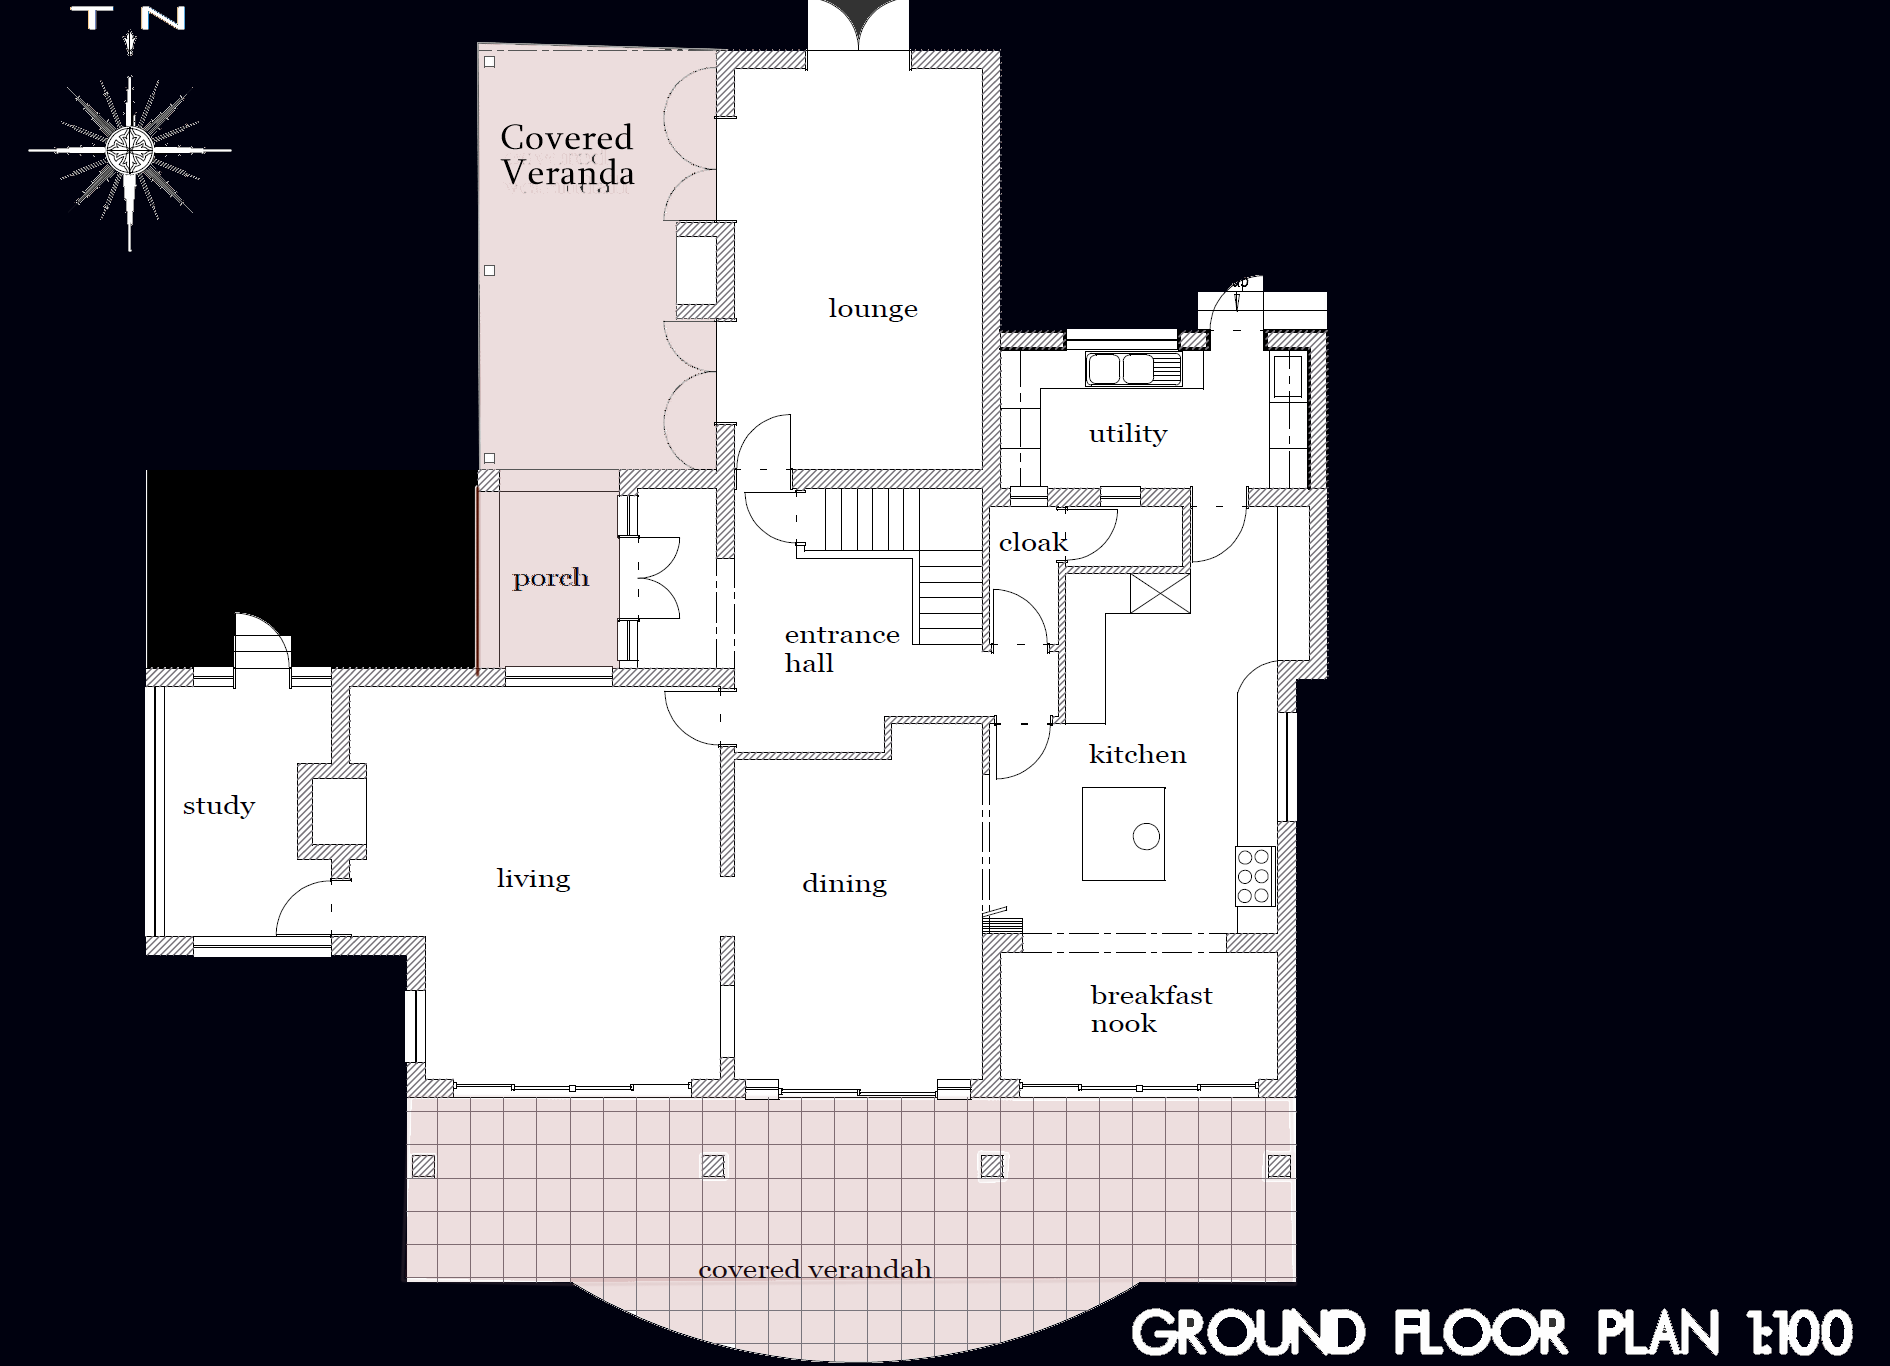 T N
Covered
Veranda
lounge
up
utility
cloak
porch
entrance
hall
kitchen
study
living
dining
breakfast
nook
covered verandah
GROUND FLOOR PLAN 1:100